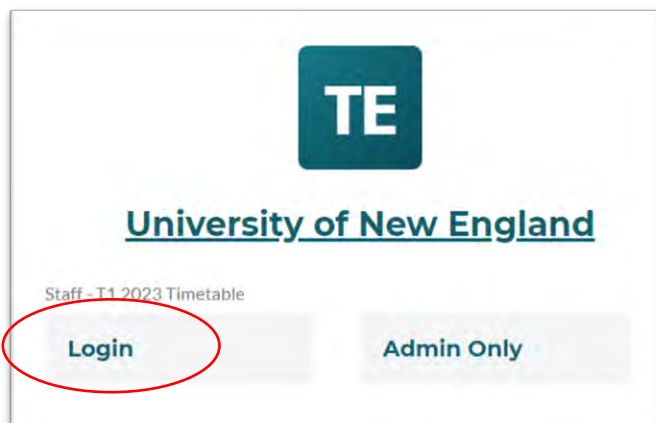 TE
University of New England
Staff - T1 2023 Timetable
Login
Admin Only